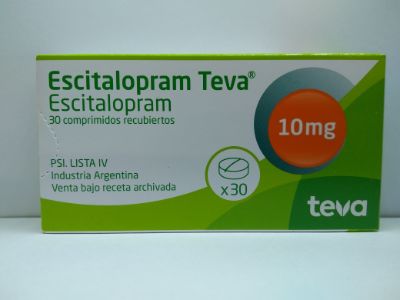 Escitalopram Teva®
Escitalopram
30 comprimidos recubiertos
10mg
PSI. LISTA IV
Industria Argentina
Venta bajo receta archivada
x30
teva